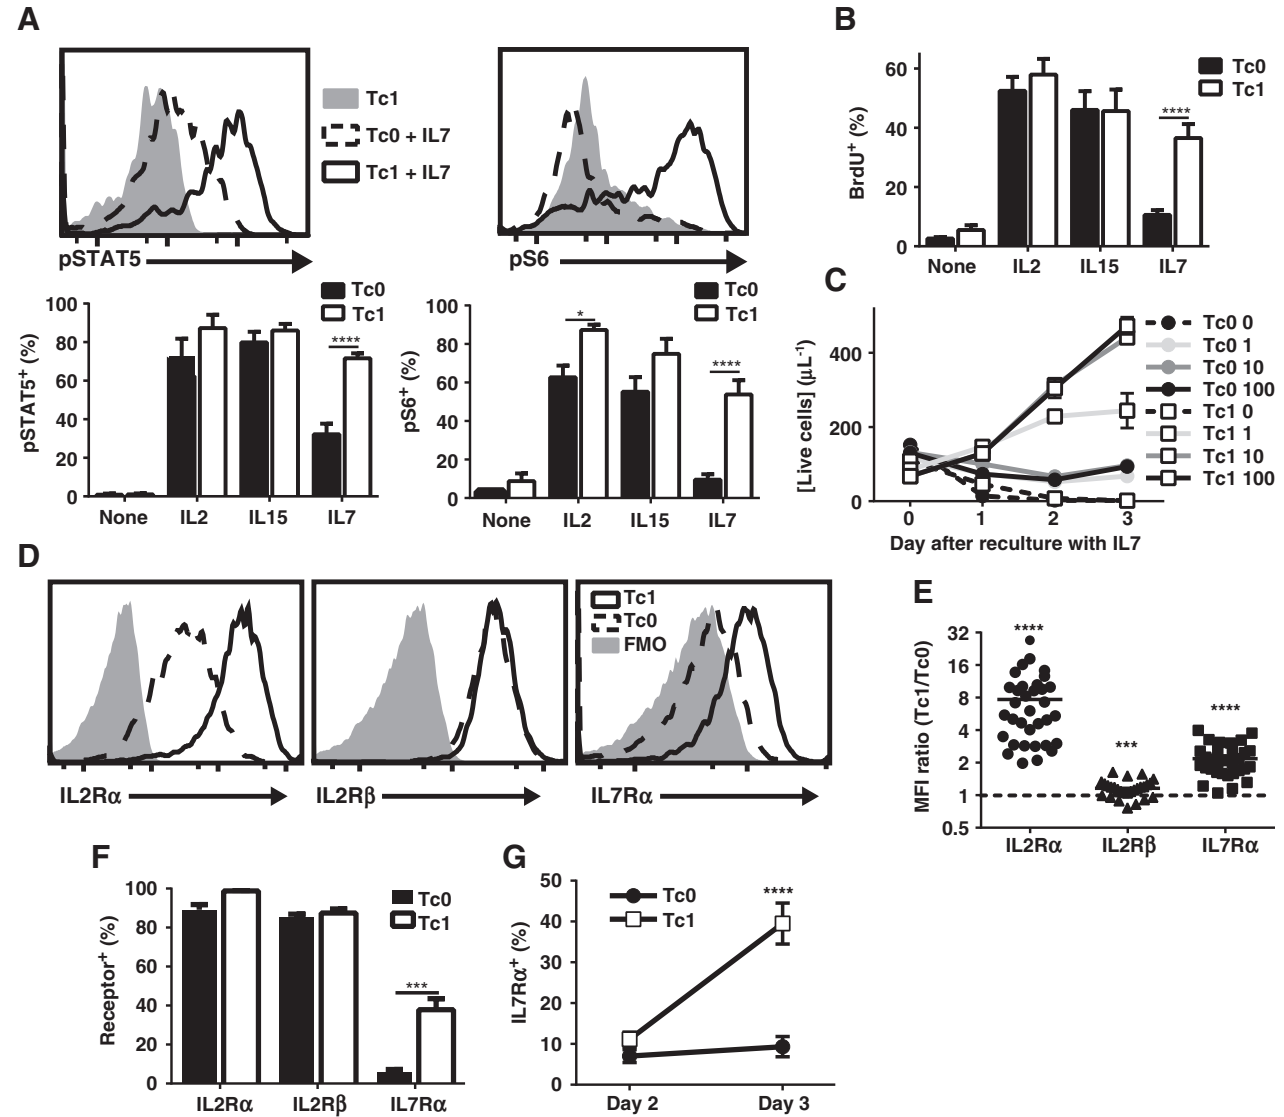 A
Tc1
Tc0 + IL7
Tc1 + IL7
pSTAT5
pS6
Tc0
Tc1
pSTAT5+ (%)
100
80
60
40
20
0
****
None IL2 IL15 IL7
Tc0
Tc1
pS6+ (%)
100
80
60
40
20
0
*
****
None IL2 IL15 IL7
B
Tc0
Tc1
BrdU+ (%)
60
40
20
0
****
None IL2 IL15 IL7
C
[Live cells] (μL-1)
400
200
0
0 1 2 3
Day after reculture with IL7
Tc0 0
Tc0 1
Tc0 10
Tc0 100
Tc1 0
Tc1 1
Tc1 10
Tc1 100
D
Tc1
Tc0
FMO
IL2Rα
IL2Rβ
IL7Rα
E
MFI ratio (Tc1/Tc0)
32
16
8
4
2
1
0.5
****
***
****
IL2Rα IL2Rβ IL7Rα
F
Tc0
Tc1
Receptor+ (%)
100
80
60
40
20
0
***
IL2Rα IL2Rβ IL7Rα
G
Tc0
Tc1
IL7Rα+ (%)
50
40
30
20
10
0
****
Day 2 Day 3